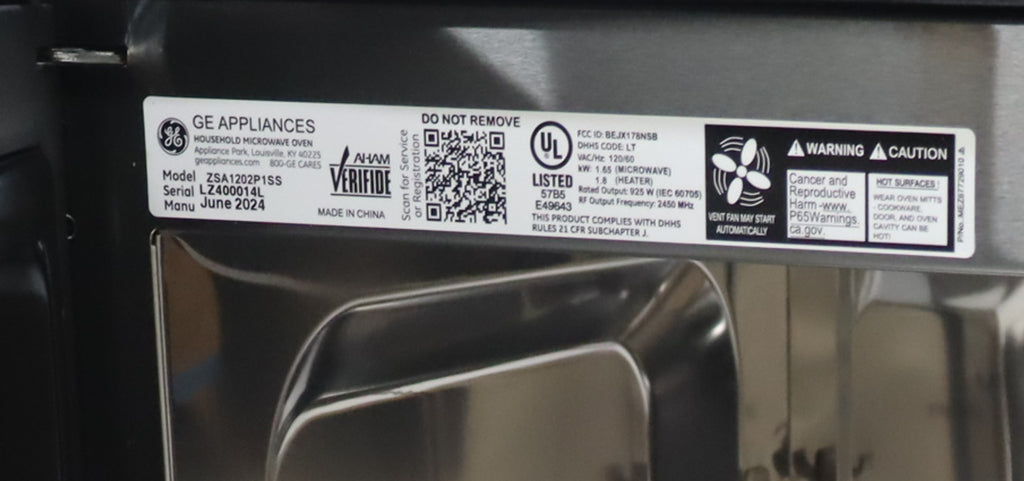 GE APPLIANCES
HOUSEHOLD MICROWAVE OVEN
Appliance Park, Louisville, KY 40225
geappliances.com 800-GE CARES
Model ZSA1202P1SS
Serial LZ400014L
Manu June 2024
AHAM
VERIFIDE
MADE IN CHINA
Scan for Service
or Registration
DO NOT REMOVE
UL
LISTED
57B5
E49643
FCC ID: BEJX178NSB
DHHS CODE: LT
VAC/Hz: 120/60
kW: 1.65 (MICROWAVE)
1.8 (HEATER)
Rated Output: 925 W (IEC 60705)
RF Output Frequency: 2450 MHz
THIS PRODUCT COMPLIES WITH DHHS
RULES 21 CFR SUBCHAPTER J.
VENT FAN MAY START
AUTOMATICALLY
WARNING
Cancer and
Reproductive
Harm -www.
P65Warnings.
ca.gov.
CAUTION
HOT SURFACES!
WEAR OVEN MITTS
- COOKWARE,
DOOR, AND OVEN
CAVITY CAN BE
HOT!
P/No.